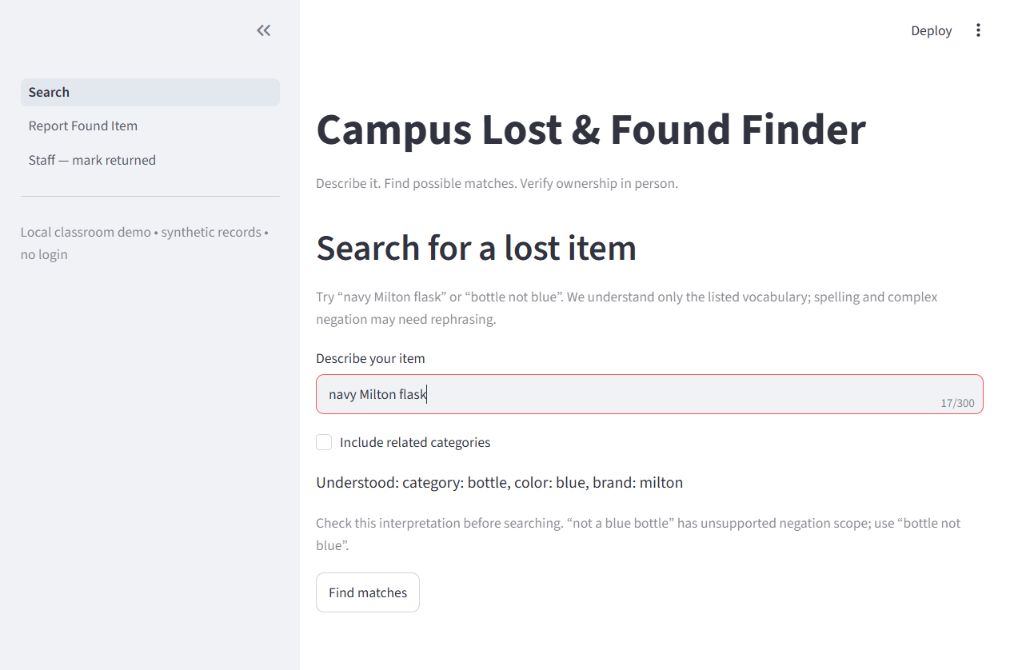 Deploy
Search
Report Found Item
Staff — mark returned
Local classroom demo • synthetic records •
no login
Campus Lost & Found Finder
Describe it. Find possible matches. Verify ownership in person.
Search for a lost item
Try “navy Milton flask” or “bottle not blue”. We understand only the listed vocabulary; spelling and complex
negation may need rephrasing.
Describe your item
navy Milton flask
17/300
Include related categories
Understood: category: bottle, color: blue, brand: milton
Check this interpretation before searching. “not a blue bottle” has unsupported negation scope; use “bottle not
blue”.
Find matches